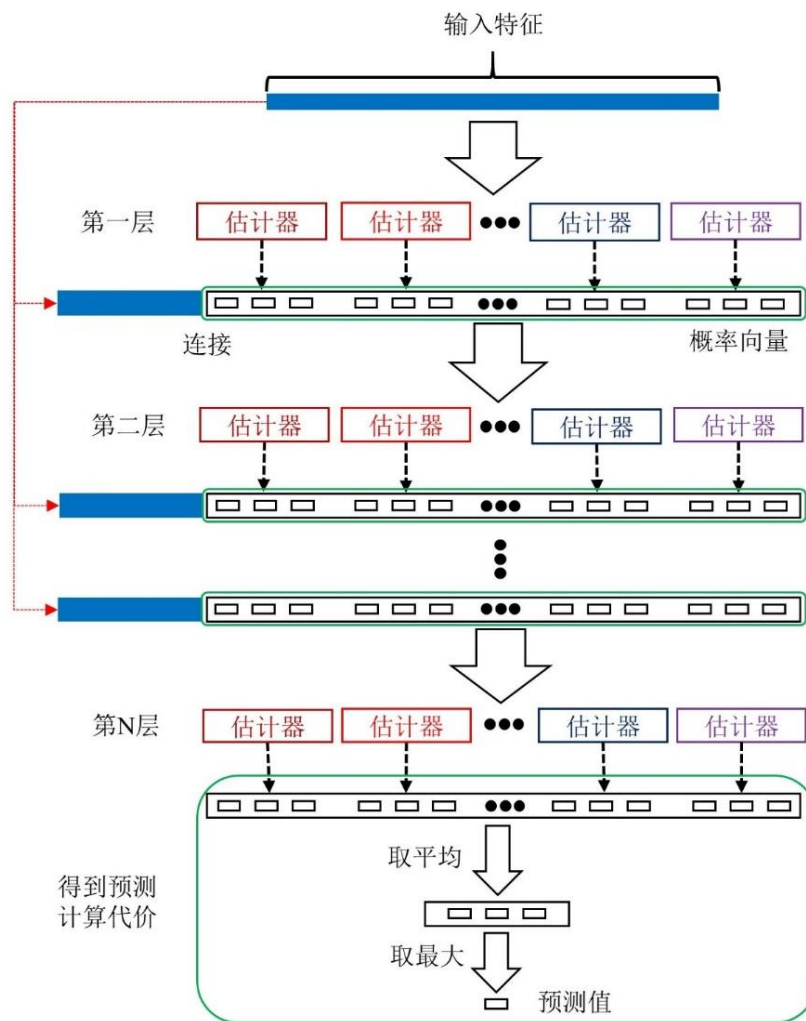 输入特征
第一层
估计器 估计器 估计器 估计器
连接 概率向量
第二层
估计器 估计器 估计器 估计器
第N层
估计器 估计器 估计器 估计器
取平均
得到预测
计算代价
取最大
预测值